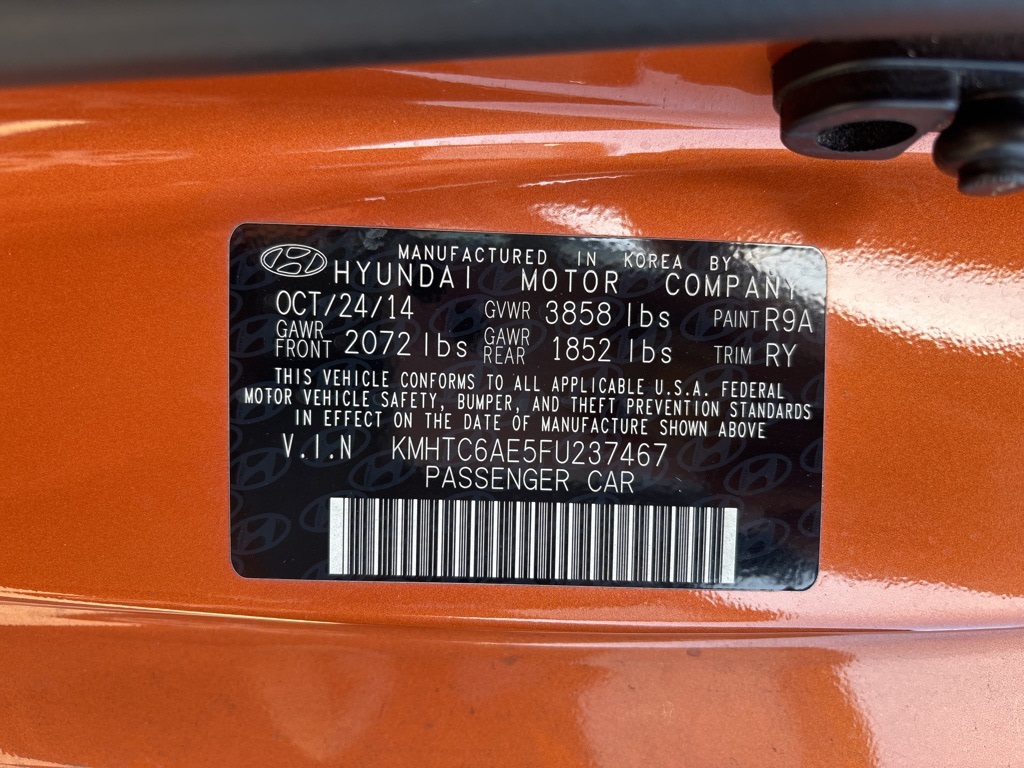 MANUFACTURED IN KOREA BY
HYUNDAI MOTOR COMPANY
OCT/24/14 GVWR 3858 lbs PAINT R9A
GAWR FRONT 2072 lbs GAWR REAR 1852 lbs TRIM RY
THIS VEHICLE CONFORMS TO ALL APPLICABLE U.S.A. FEDERAL
MOTOR VEHICLE SAFETY, BUMPER, AND THEFT PREVENTION STANDARDS
IN EFFECT ON THE DATE OF MANUFACTURE SHOWN ABOVE
V.I.N KMHTC6AE5FU237467
PASSENGER CAR